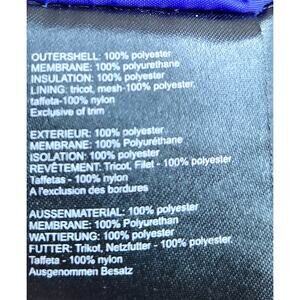 OUTERSHELL: 100% polyester
MEMBRANE: 100% polyurethane
INSULATION: 100% polyester
LINING: tricot, mesh-100% polyester,
taffeta-100% nylon
Exclusive of trim
EXTERIEUR: 100% polyester
MEMBRANE: 100% Polyuréthane
ISOLATION: 100% polyester
REVÊTEMENT: Tricot, Filet - 100% polyester
Taffetas - 100% nylon
A l'exclusion des bordures
AUSSENMATERIAL: 100% polyester
MEMBRANE: 100% Polyurethan
WATTIERUNG: 100% polyester
FUTTER: Trikot, Netzfutter - 100% polyester
Taffeta - 100% nylon
Ausgenommen Besatz